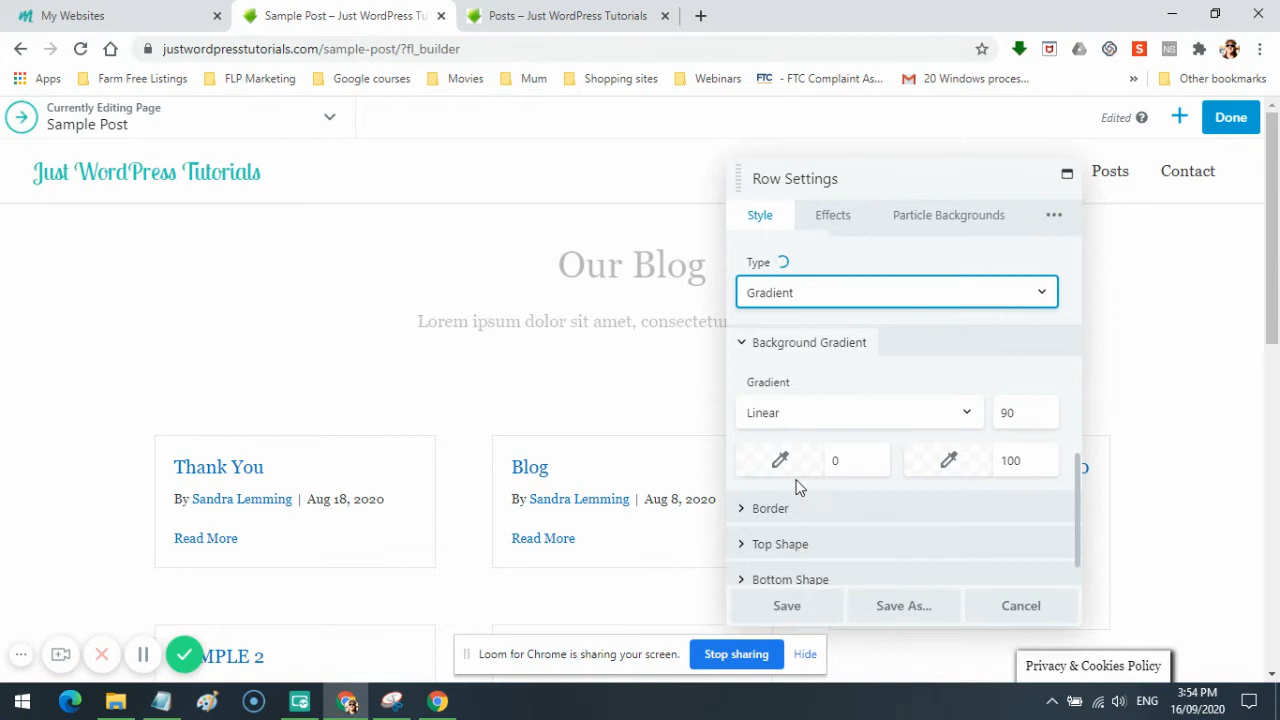 My Websites
Sample Post – Just WordPress Tu
Posts – Just WordPress Tutorials
justwordpresstutorials.com/sample-post/?fl_builder
S
NS
Apps
Farm Free Listings
FLP Marketing
Google courses
Movies
Mum
Shopping sites
Webinars
FTC - FTC Complaint As...
20 Windows proces...
»
Other bookmarks
Currently Editing Page
Sample Post
Edited
Done
Just WordPress Tutorials
Posts
Contact
Row Settings
Style
Effects
Particle Backgrounds
Our Blog
Lorem ipsum dolor sit amet, consectetu
Type
Gradient
Background Gradient
Gradient
Linear
90
0
100
Border
Top Shape
Bottom Shape
Save
Save As...
Cancel
Thank You
By Sandra Lemming | Aug 18, 2020
Read More
Blog
By Sandra Lemming | Aug 8, 2020
Read More
MPLE 2
Loom for Chrome is sharing your screen.
Stop sharing
Hide
Privacy & Cookies Policy
ENG
3:54 PM
16/09/2020